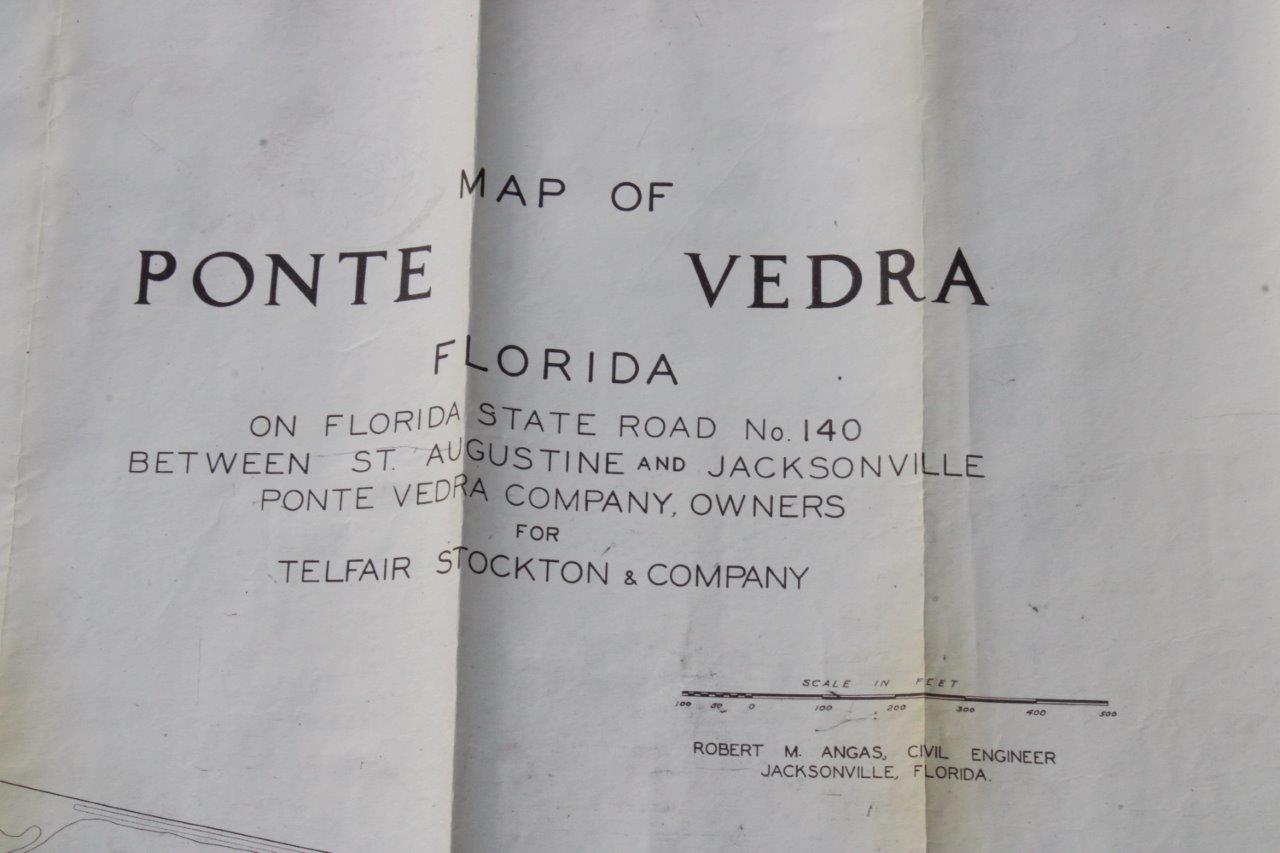 MAP OF
PONTE VEDRA
FLORIDA
ON FLORIDA STATE ROAD No. 140
BETWEEN ST. AUGUSTINE AND JACKSONVILLE
PONTE VEDRA COMPANY, OWNERS
FOR
TELFAIR STOCKTON & COMPANY
SCALE IN FEET
100 50 0 100 200 300 400 500
ROBERT M. ANGAS, CIVIL ENGINEER
JACKSONVILLE, FLORIDA.